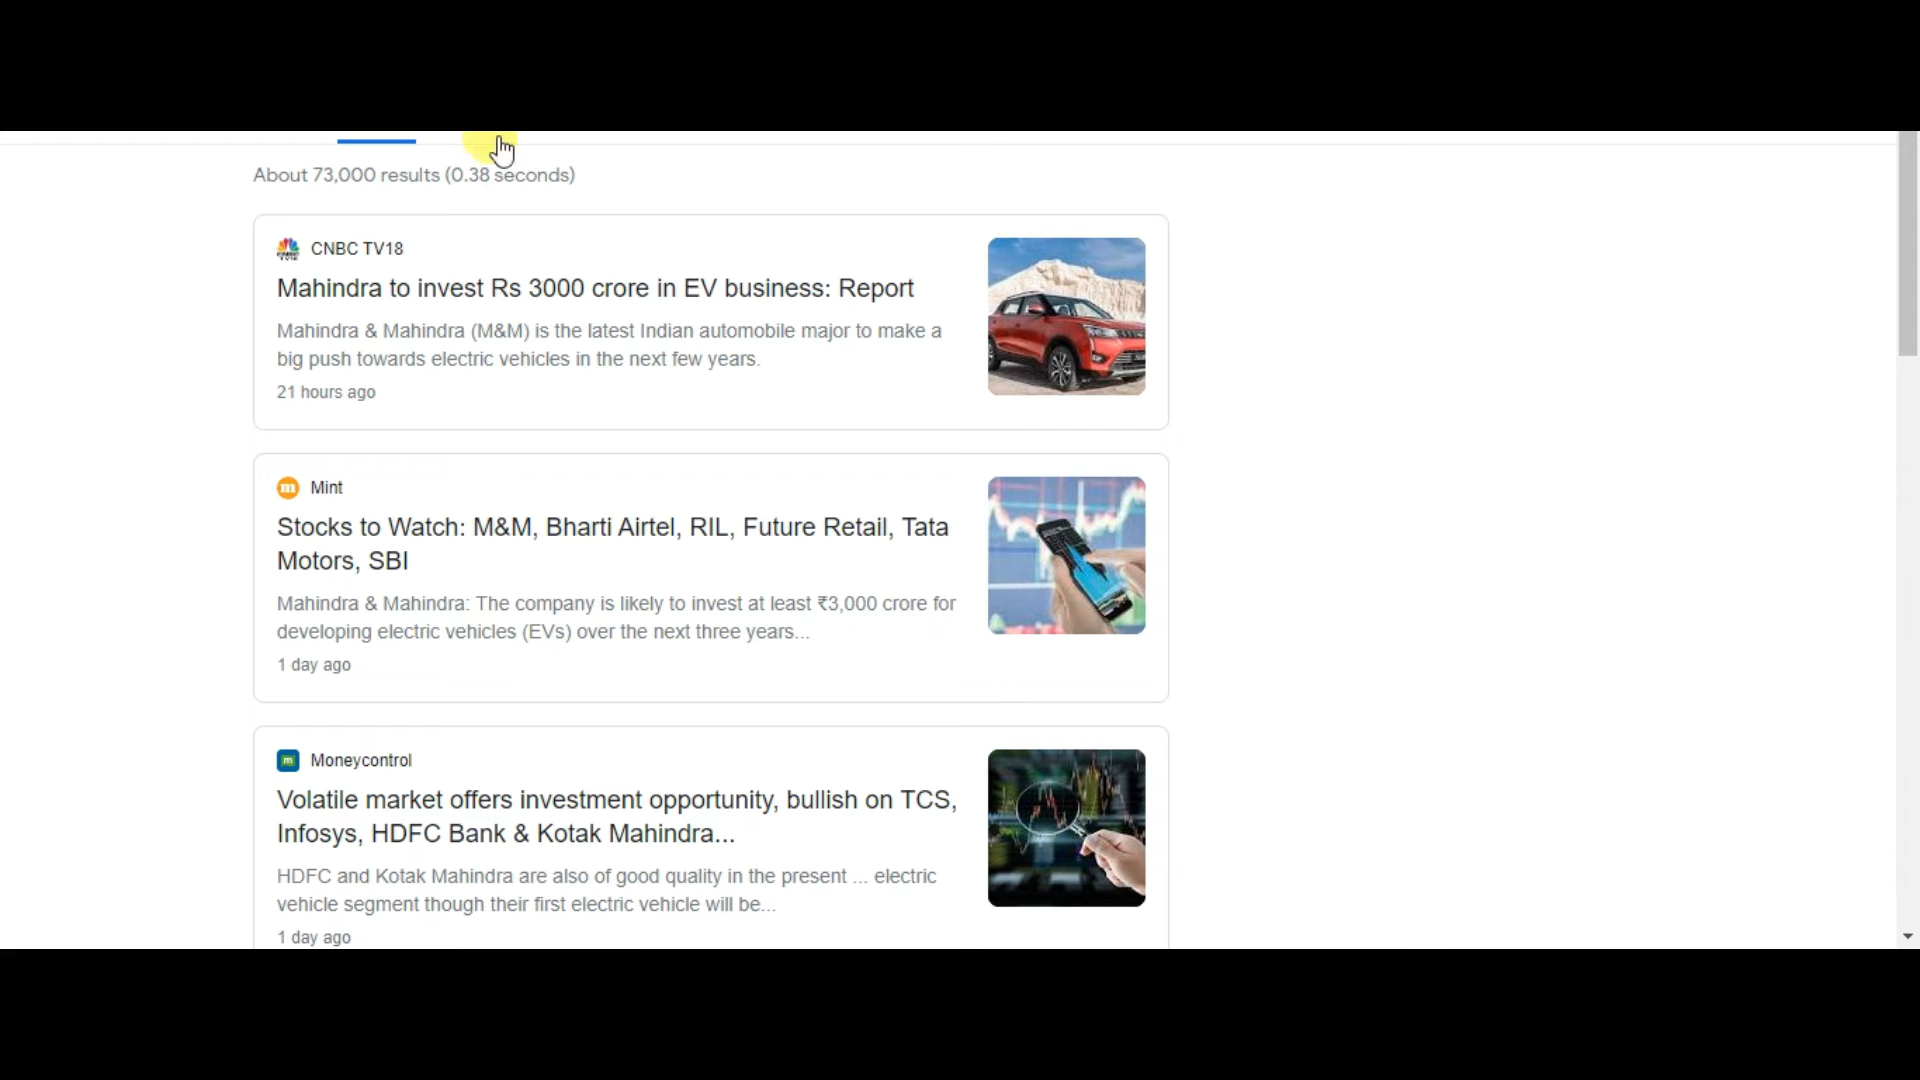 About 73,000 results (0.38 seconds)
CNBC TV18
Mahindra to invest Rs 3000 crore in EV business: Report
Mahindra & Mahindra (M&M) is the latest Indian automobile major to make a
big push towards electric vehicles in the next few years.
21 hours ago
Mint
Stocks to Watch: M&M, Bharti Airtel, RIL, Future Retail, Tata
Motors, SBI
Mahindra & Mahindra: The company is likely to invest at least ₹3,000 crore for
developing electric vehicles (EVs) over the next three years...
1 day ago
Moneycontrol
Volatile market offers investment opportunity, bullish on TCS,
Infosys, HDFC Bank & Kotak Mahindra...
HDFC and Kotak Mahindra are also of good quality in the present ... electric
vehicle segment though their first electric vehicle will be...
1 day ago